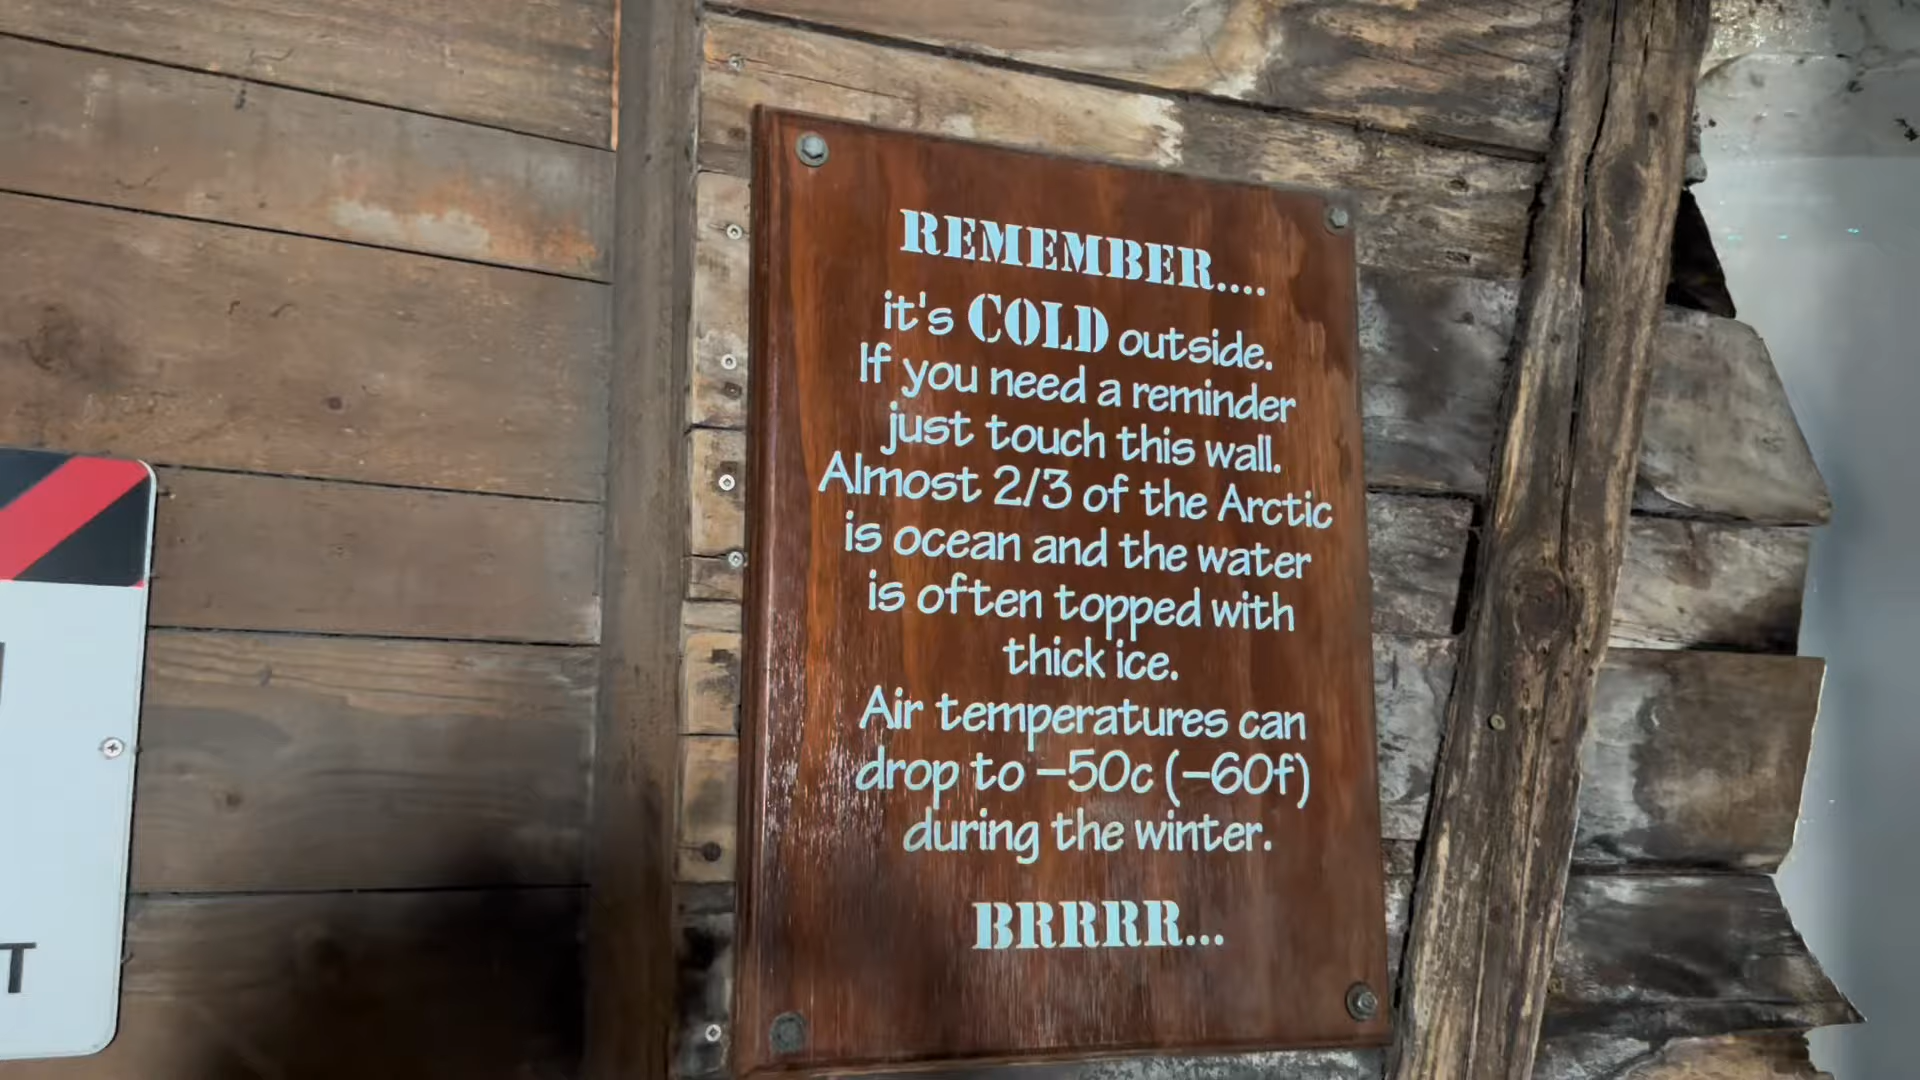 REMEMBER....
it's COLD outside.
If you need a reminder
just touch this wall.
Almost 2/3 of the Arctic
is ocean and the water
is often topped with
thick ice.
Air temperatures can
drop to –50c (–60f)
during the winter.
BRRRR...
T